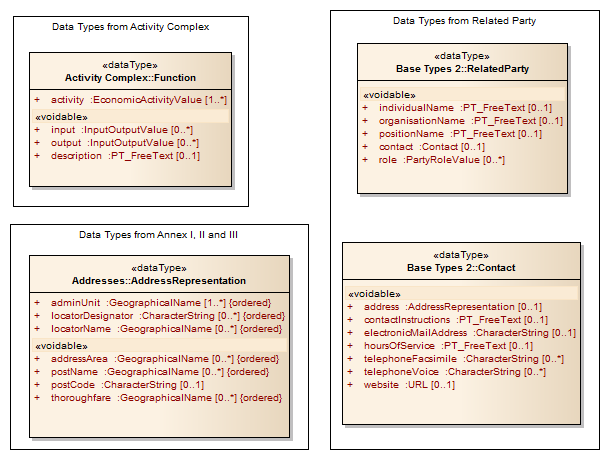 Data Types from Activity Complex
«dataType»
Activity Complex::Function
+ activity :EconomicActivityValue [1..*]
«voidable»
+ input :InputOutputValue [0..*]
+ output :InputOutputValue [0..*]
+ description :PT_FreeText [0..1]
Data Types from Annex I, II and III
«dataType»
Addresses::AddressRepresentation
+ adminUnit :GeographicalName [1..*] {ordered}
+ locatorDesignator :CharacterString [0..*] {ordered}
+ locatorName :GeographicalName [0..*] {ordered}
«voidable»
+ addressArea :GeographicalName [0..*] {ordered}
+ postName :GeographicalName [0..*] {ordered}
+ postCode :CharacterString [0..1]
+ thoroughfare :GeographicalName [0..*] {ordered}
Data Types from Related Party
«dataType»
Base Types 2::RelatedParty
«voidable»
+ individualName :PT_FreeText [0..1]
+ organisationName :PT_FreeText [0..1]
+ positionName :PT_FreeText [0..1]
+ contact :Contact [0..1]
+ role :PartyRoleValue [0..*]
«dataType»
Base Types 2::Contact
«voidable»
+ address :AddressRepresentation [0..1]
+ contactInstructions :PT_FreeText [0..1]
+ electronicMailAddress :CharacterString [0..1]
+ hoursOfService :PT_FreeText [0..1]
+ telephoneFacsimile :CharacterString [0..*]
+ telephoneVoice :CharacterString [0..*]
+ website :URL [0..1]